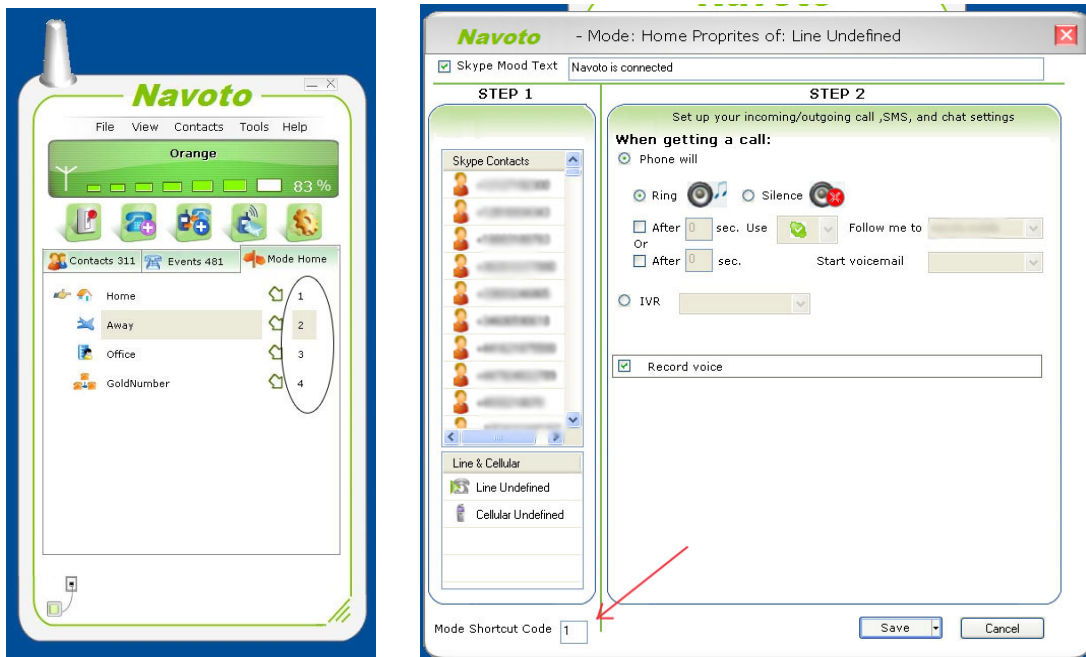 Navoto
File View Contacts Tools Help
Orange
83 %
Contacts 311 Events 481 Mode Home
Home 1
Away 2
Office 3
GoldNumber 4
Navoto - Mode: Home Proprites of: Line Undefined
Skype Mood Text Navoto is connected
STEP 1
Skype Contacts
Line & Cellular
Line Undefined
Cellular Undefined
STEP 2
Set up your incoming/outgoing call ,SMS, and chat settings
When getting a call:
Phone will
Ring Silence
After 0 sec. Use Follow me to
Or
After 0 sec. Start voicemail
IVR
Record voice
Mode Shortcut Code 1
Save Cancel